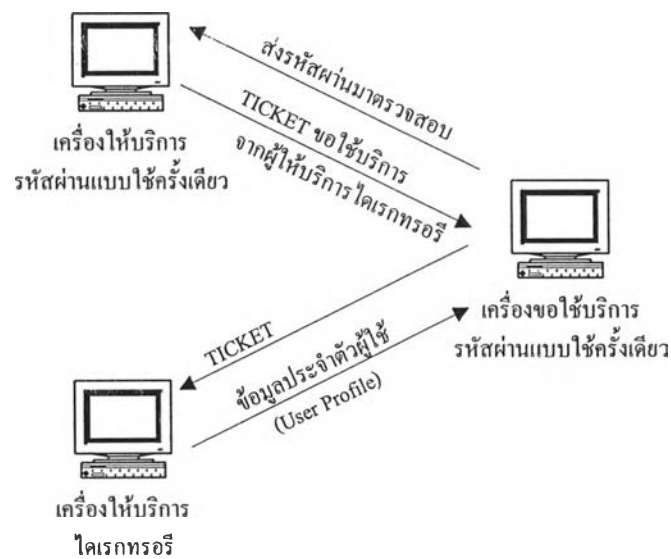 ส่งรหัสผ่านมาตรวจสอบ
TICKET ขอใช้บริการ
จากผู้ให้บริการไดเรกทรอรี
เครื่องให้บริการ
รหัสผ่านแบบใช้ครั้งเดียว
เครื่องขอใช้บริการ
รหัสผ่านแบบใช้ครั้งเดียว
TICKET
ข้อมูลประจำตัวผู้ใช้
(User Profile)
เครื่องให้บริการ
ไดเรกทรอรี